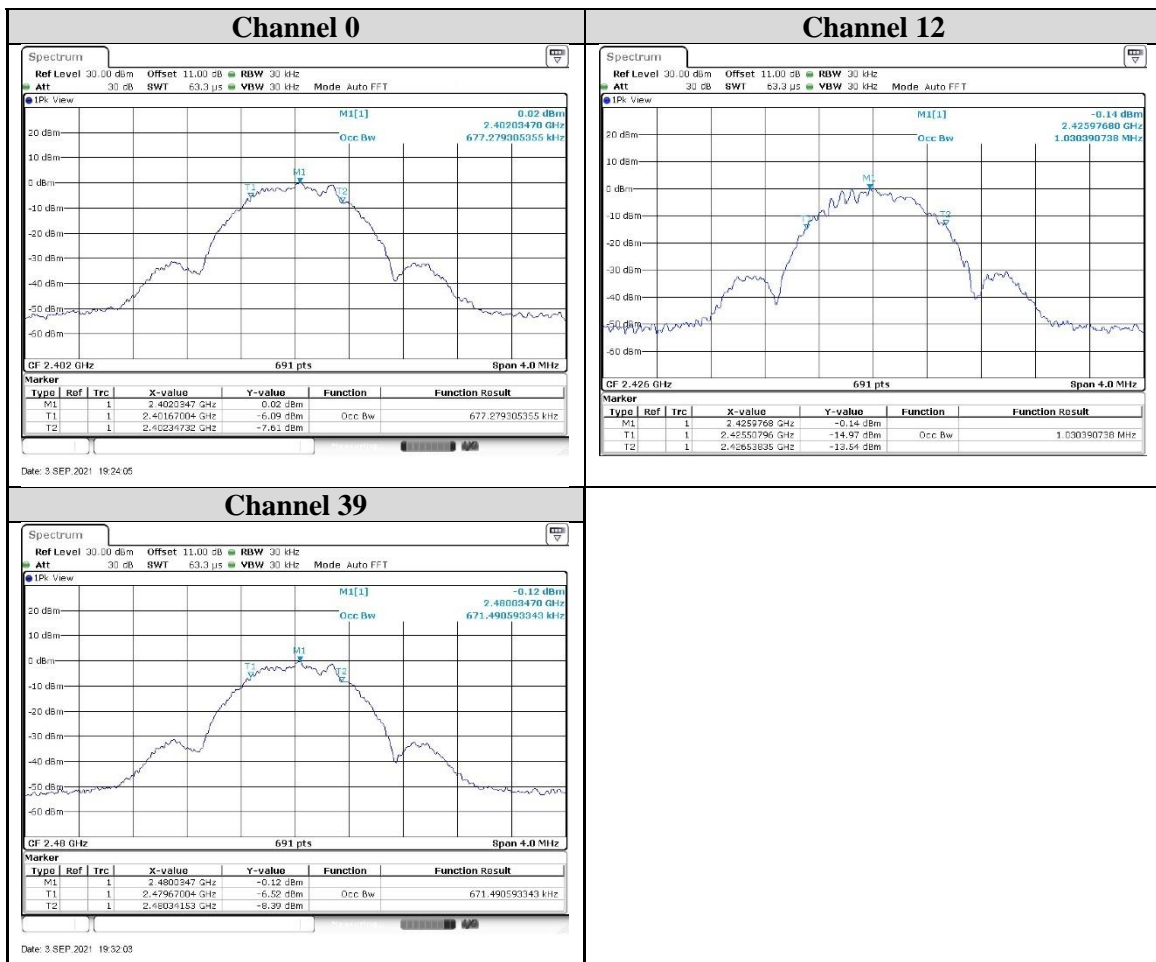 Channel 0
Spectrum
Ref Level 30.00 dBm Offset 11.00 dB RBW 30 kHz
Att 30 dB SWT 63.3 µs VBW 30 kHz Mode Auto FFT
1Pk View
M1[1] 0.02 dBm
2.40203470 GHz
Occ Bw 677.279305355 kHz
20 dBm
10 dBm
0 dBm
M1
T1
T2
-10 dBm
-20 dBm
-30 dBm
-40 dBm
-50 dBm
-60 dBm
CF 2.402 GHz 691 pts Span 4.0 MHz
Marker
Type Ref Trc X-value Y-value Function Function Result
M1 1 2.4020347 GHz 0.02 dBm
T1 1 2.40167004 GHz -6.09 dBm Occ Bw 677.279305355 kHz
T2 1 2.40234732 GHz -7.61 dBm
Date: 3.SEP.2021 19:24:05
Channel 12
Spectrum
Ref Level 30.00 dBm Offset 11.00 dB RBW 30 kHz
Att 30 dB SWT 63.3 µs VBW 30 kHz Mode Auto FFT
1Pk View
M1[1] -0.14 dBm
2.42597680 GHz
Occ Bw 1.030390738 MHz
20 dBm
10 dBm
0 dBm
M1
-10 dBm
T2
-20 dBm
-30 dBm
-40 dBm
-50 dBm
-60 dBm
CF 2.426 GHz 691 pts Span 4.0 MHz
Marker
Type Ref Trc X-value Y-value Function Function Result
M1 1 2.4259768 GHz -0.14 dBm
T1 1 2.42550796 GHz -14.97 dBm Occ Bw 1.030390738 MHz
T2 1 2.42653835 GHz -13.54 dBm
Channel 39
Spectrum
Ref Level 30.00 dBm Offset 11.00 dB RBW 30 kHz
Att 30 dB SWT 63.3 µs VBW 30 kHz Mode Auto FFT
1Pk View
M1[1] -0.12 dBm
2.48003470 GHz
Occ Bw 671.490593343 kHz
20 dBm
10 dBm
0 dBm
M1
T1
T2
-10 dBm
-20 dBm
-30 dBm
-40 dBm
-50 dBm
-60 dBm
CF 2.48 GHz 691 pts Span 4.0 MHz
Marker
Type Ref Trc X-value Y-value Function Function Result
M1 1 2.4800347 GHz -0.12 dBm
T1 1 2.47967004 GHz -6.52 dBm Occ Bw 671.490593343 kHz
T2 1 2.48034153 GHz -8.39 dBm
Date: 3.SEP.2021 19:32:03